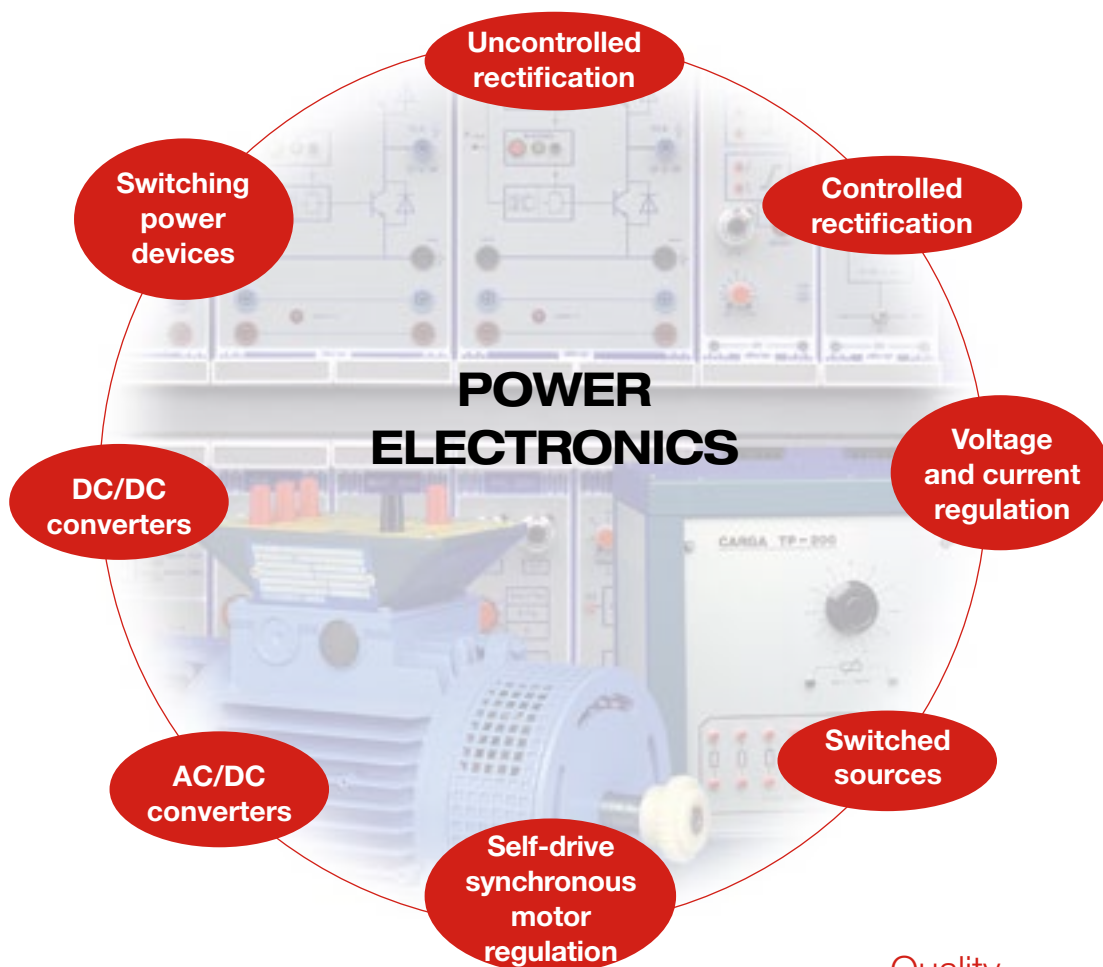 Uncontrolled
rectification
Switching
power
devices
Controlled
rectification
POWER
ELECTRONICS
Voltage
and current
regulation
DC/DC
converters
CARGA TP-200
Switched
sources
AC/DC
converters
Self-drive
synchronous
motor
regulation
Quality